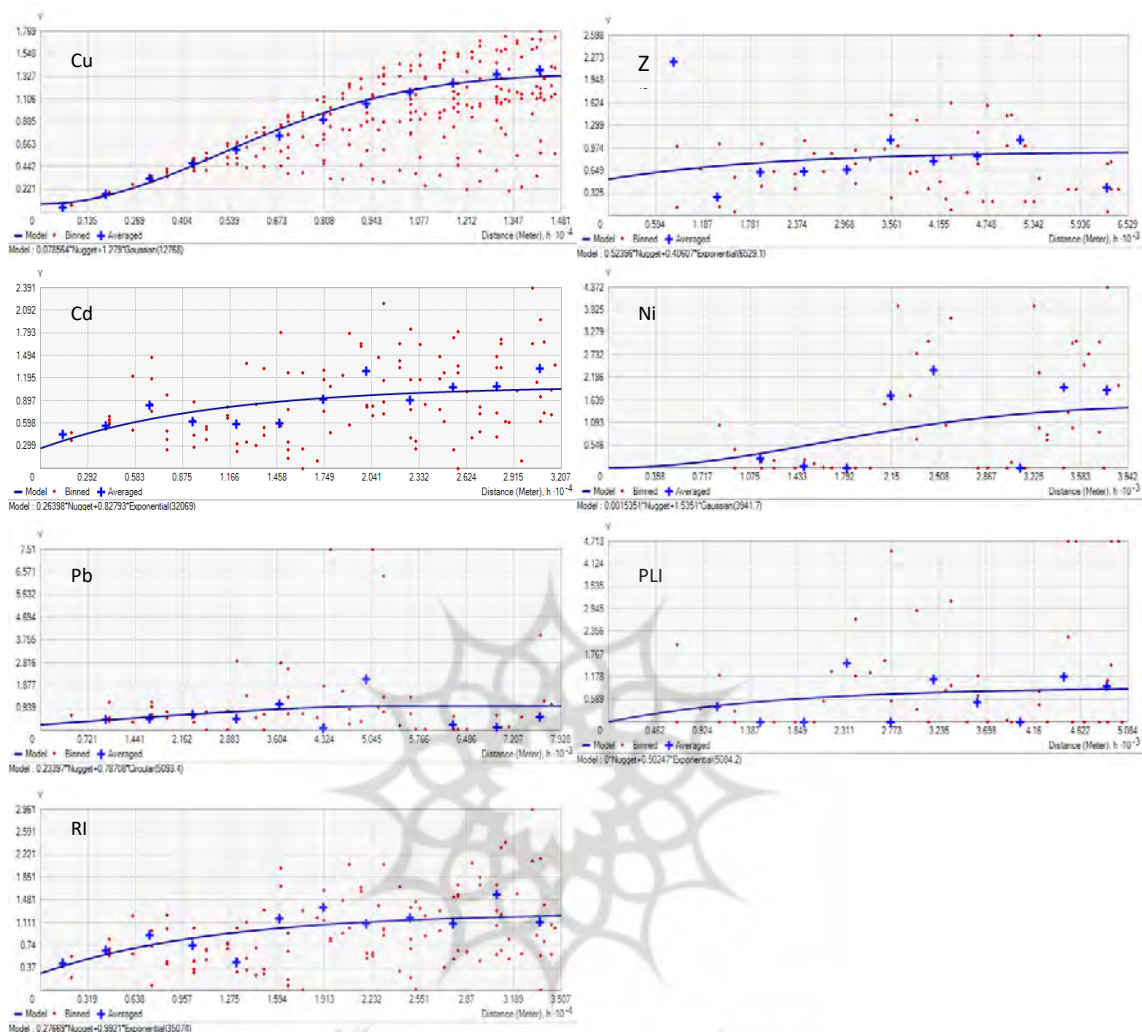 γ
1.769
1.548
1.327
1.106
0.885
0.663
0.442
0.221
Cu
0 0.125 0.269 0.404 0.539 0.673 0.808 0.943 1.077 1.212 1.347 1.481
Distance (Meter), h ·10⁻⁴
Model Binned Averaged
Model : 0.078564*Nugget+1.279*Gaussian(12768)
γ
2.598
2.273
1.948
1.624
1.299
0.974
0.649
0.325
Z
0 0.594 1.187 1.781 2.374 2.968 3.561 4.155 4.748 5.342 5.936 6.529
Distance (Meter), h ·10⁻³
Model Binned Averaged
Model : 0.52396*Nugget+0.40607*Exponential(6529.1)
γ
2.391
2.092
1.793
1.494
1.195
0.897
0.598
0.299
Cd
0 0.292 0.583 0.875 1.166 1.458 1.749 2.041 2.332 2.624 2.915 3.207
Distance (Meter), h ·10⁻⁴
Model Binned Averaged
Model : 0.26398*Nugget+0.82793*Exponential(32069)
γ
4.372
3.825
3.279
2.732
2.186
1.639
1.093
0.546
Ni
0 0.358 0.717 1.075 1.433 1.792 2.15 2.508 2.867 3.225 3.583 3.942
Distance (Meter), h ·10⁻³
Model Binned Averaged
Model : 0.0015351*Nugget+1.5351*Gaussian(3941.7)
γ
7.51
6.571
5.632
4.694
3.755
2.816
1.877
0.939
Pb
0 0.721 1.441 2.162 2.883 3.604 4.324 5.045 5.766 6.486 7.207 7.928
Distance (Meter), h ·10⁻³
Model Binned Averaged
Model : 0.23397*Nugget+0.78708*Circular(5093.4)
γ
4.713
4.124
3.535
2.945
2.356
1.767
1.178
0.589
PLI
0 0.462 0.924 1.387 1.849 2.311 2.773 3.236 3.698 4.16 4.622 5.084
Distance (Meter), h ·10⁻³
Model Binned Averaged
Model : 0*Nugget+0.90247*Exponential(5084.2)
γ
2.961
2.591
2.221
1.851
1.481
1.111
0.74
0.37
RI
0 0.319 0.638 0.957 1.275 1.594 1.913 2.232 2.551 2.87 3.189 3.507
Distance (Meter), h ·10⁻⁴
Model Binned Averaged
Model : 0.27669*Nugget+0.9921*Exponential(35074)